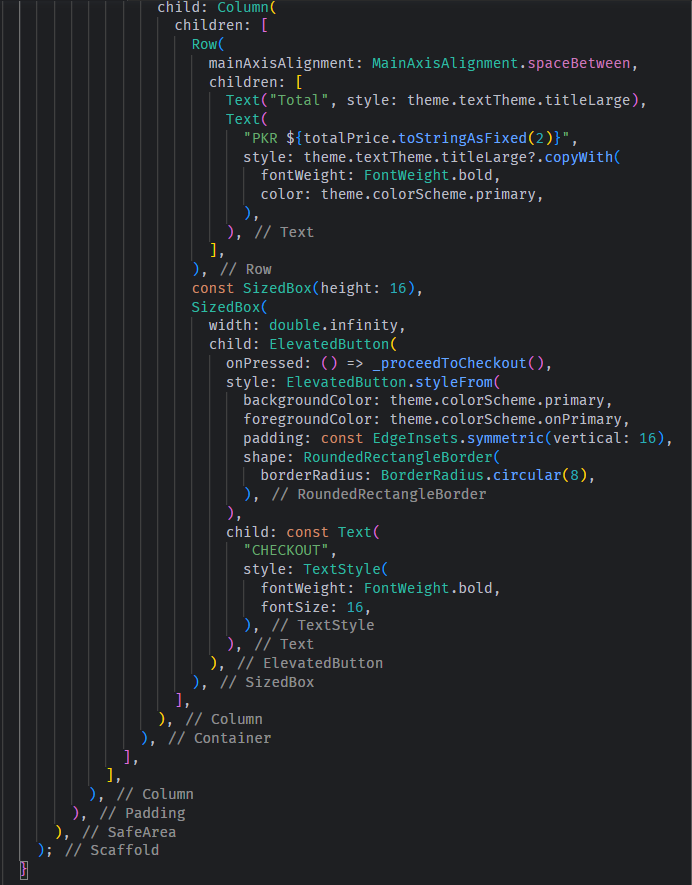 child: Column(
children: [
Row(
mainAxisAlignment: MainAxisAlignment.spaceBetween,
children: [
Text("Total", style: theme.textTheme.titleLarge),
Text(
"PKR ${totalPrice.toStringAsFixed(2)}",
style: theme.textTheme.titleLarge?.copyWith(
fontWeight: FontWeight.bold,
color: theme.colorScheme.primary,
),
), // Text
],
), // Row
const SizedBox(height: 16),
SizedBox(
width: double.infinity,
child: ElevatedButton(
onPressed: () => _proceedToCheckout(),
style: ElevatedButton.styleFrom(
backgroundColor: theme.colorScheme.primary,
foregroundColor: theme.colorScheme.onPrimary,
padding: const EdgeInsets.symmetric(vertical: 16),
shape: RoundedRectangleBorder(
borderRadius: BorderRadius.circular(8),
), // RoundedRectangleBorder
),
child: const Text(
"CHECKOUT",
style: TextStyle(
fontWeight: FontWeight.bold,
fontSize: 16,
), // TextStyle
), // Text
), // ElevatedButton
), // SizedBox
],
), // Column
), // Container
],
],
), // Column
), // Padding
), // SafeArea
); // Scaffold
}